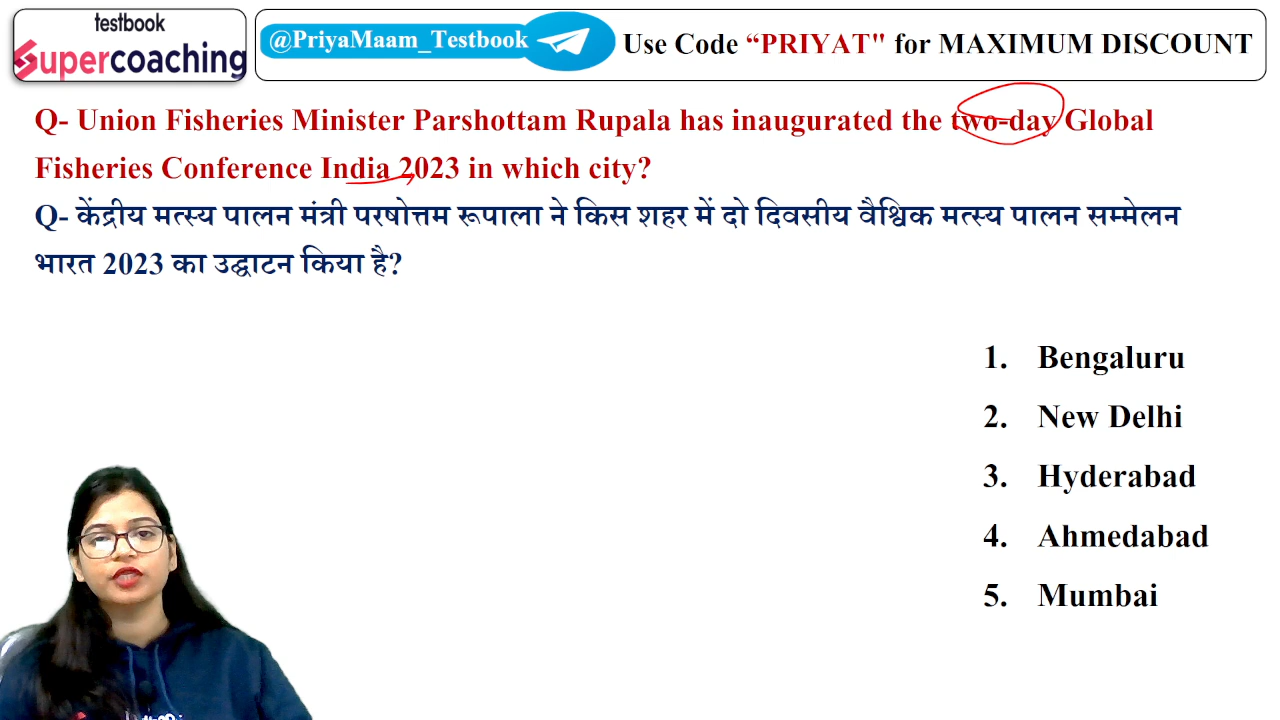 testbook
Supercoaching
@PriyaMaam_Testbook
Use Code “PRIYAT" for MAXIMUM DISCOUNT
Q- Union Fisheries Minister Parshottam Rupala has inaugurated the two-day Global
Fisheries Conference India 2023 in which city?
Q- केंद्रीय मत्स्य पालन मंत्री परषोत्तम रूपाला ने किस शहर में दो दिवसीय वैश्विक मत्स्य पालन सम्मेलन
भारत 2023 का उद्घाटन किया है?
1. Bengaluru
2. New Delhi
3. Hyderabad
4. Ahmedabad
5. Mumbai